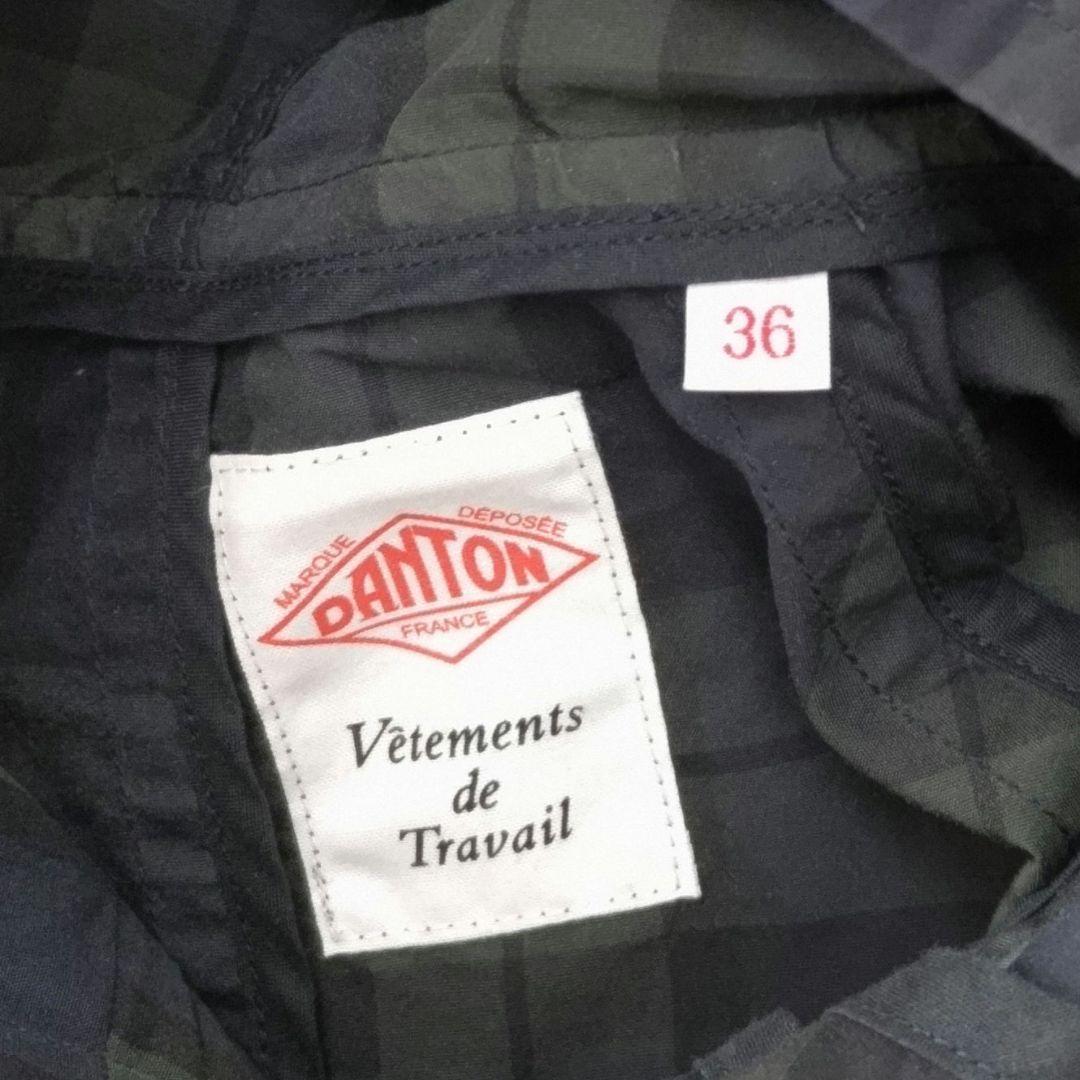 36
MARQUE DÉPOSÉE
DANTON
FRANCE
Vêtements
de
Travail